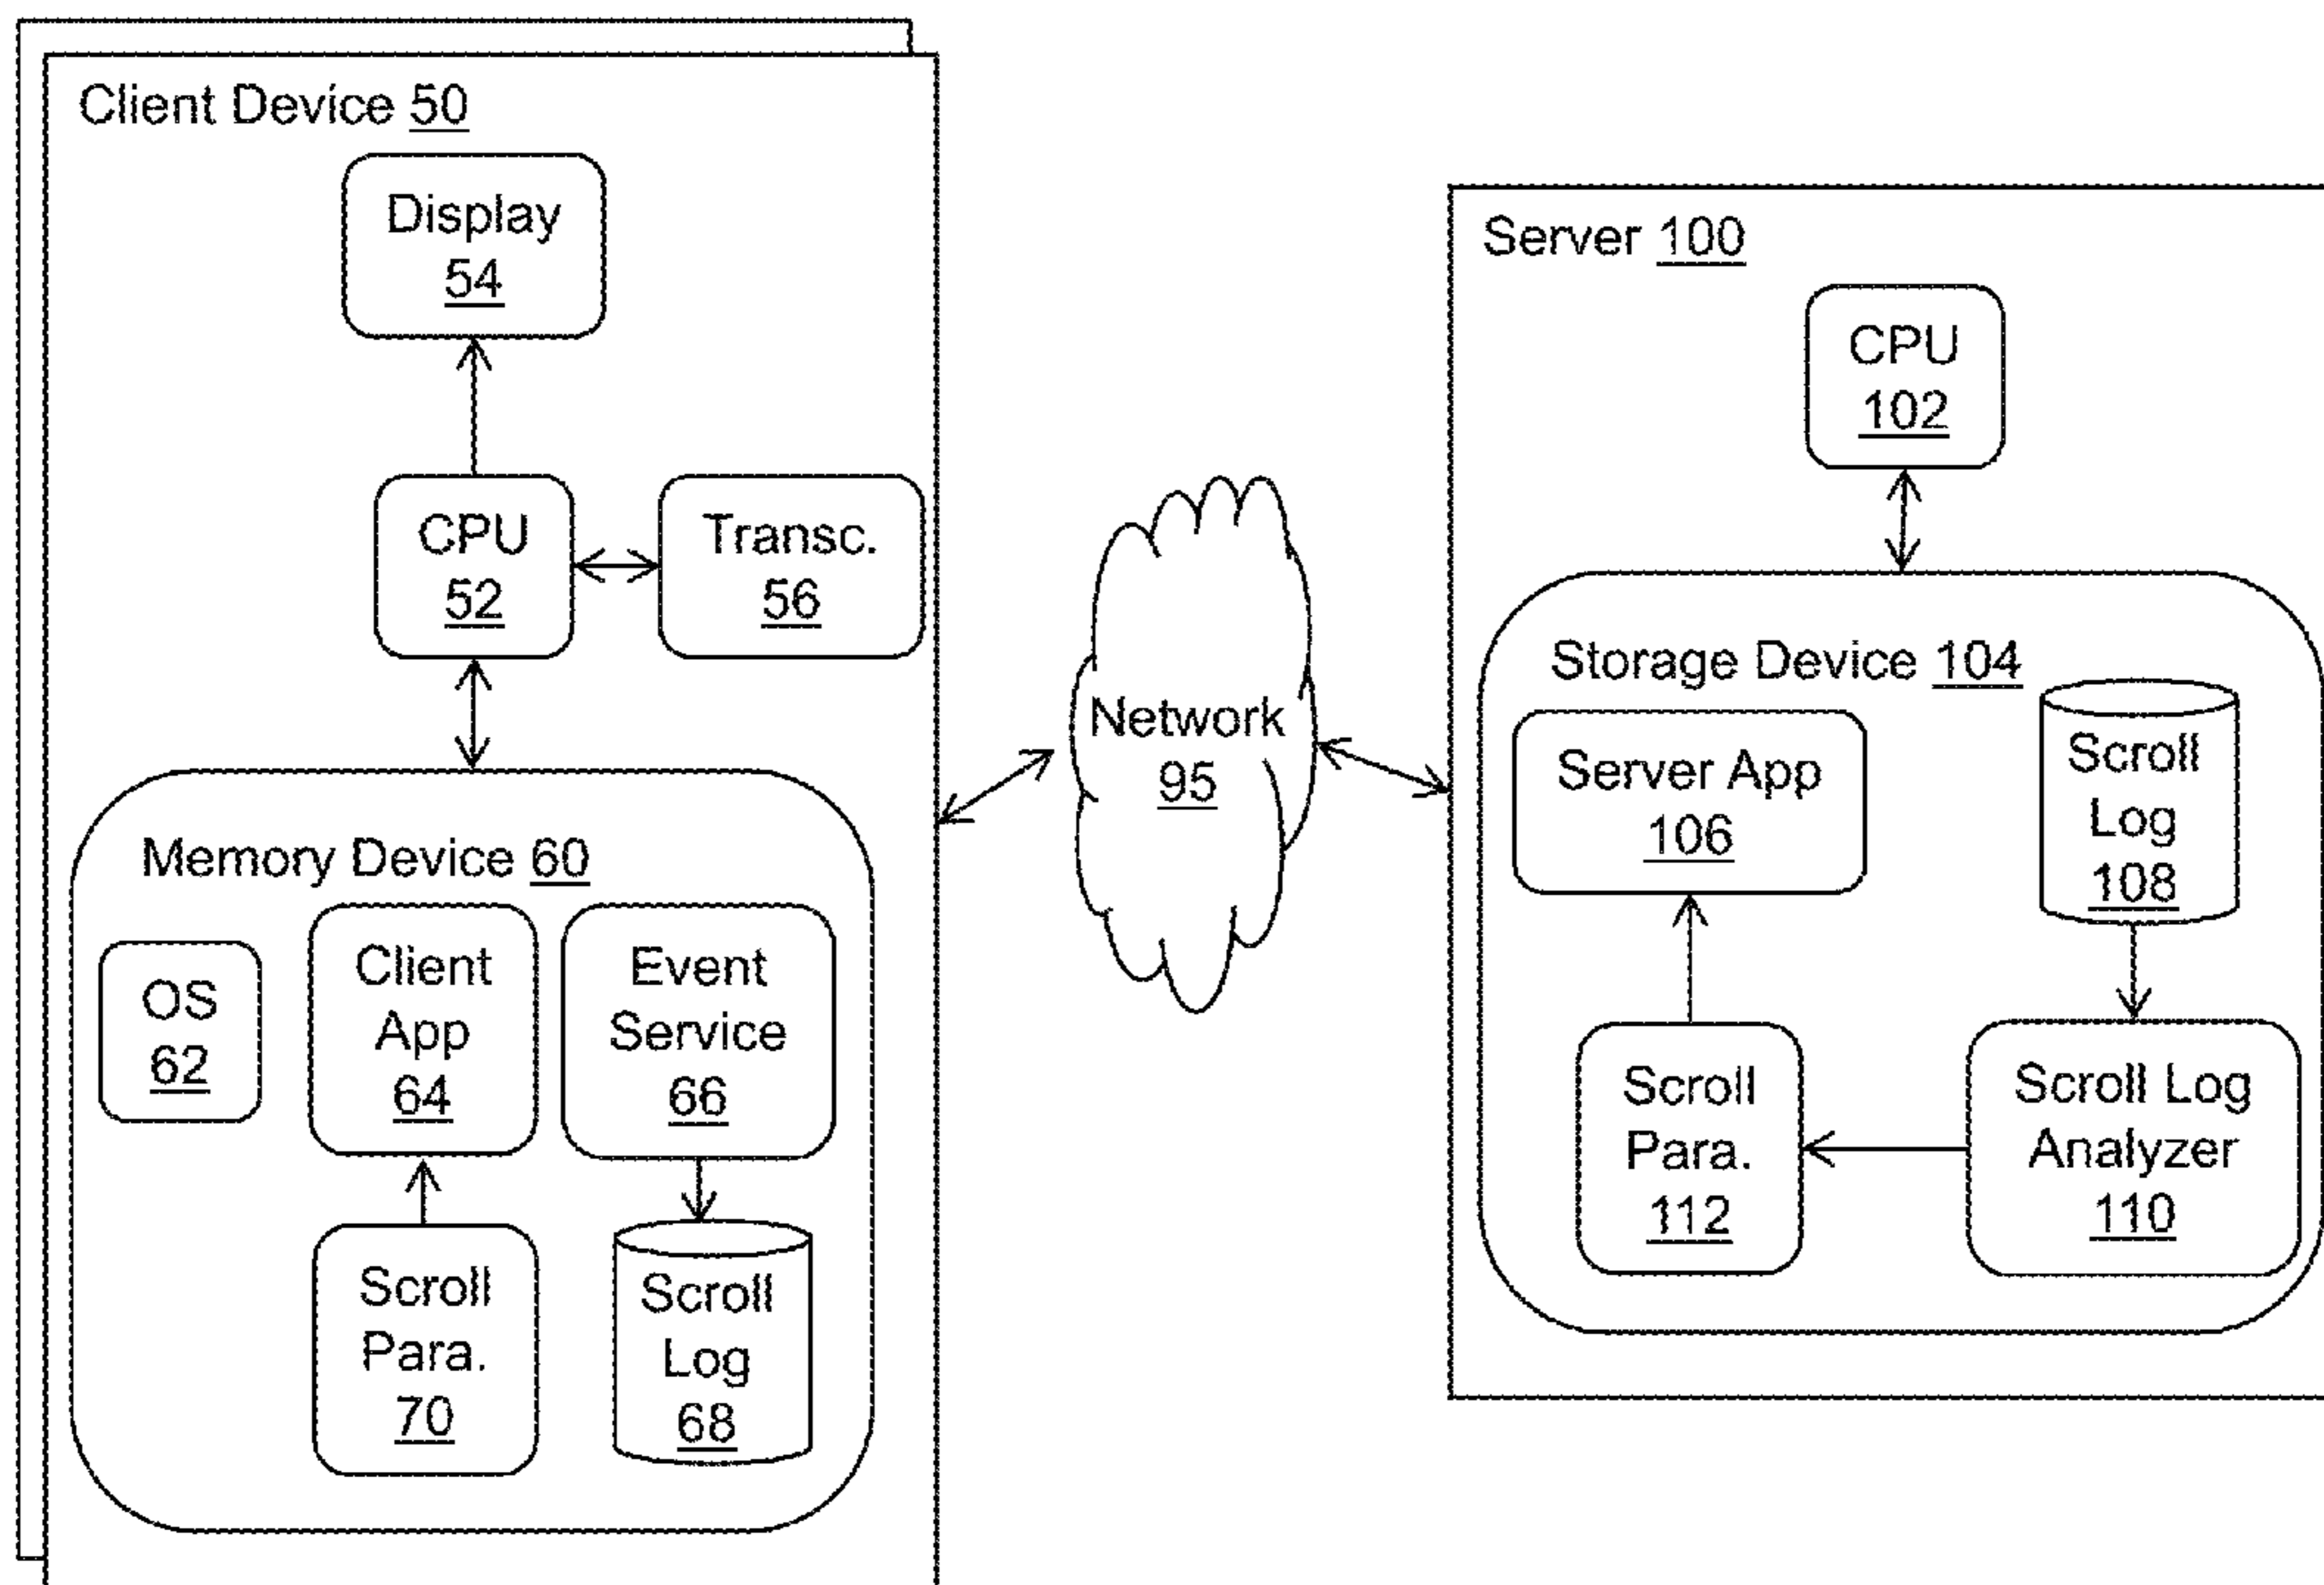 Client Device 50
Display
54
CPU
52
Transc.
56
Memory Device 60
OS
62
Client
App
64
Event
Service
66
Scroll
Para.
70
Scroll
Log
68
Network
95
Server 100
CPU
102
Storage Device 104
Server App
106
Scroll
Log
108
Scroll
Para.
112
Scroll Log
Analyzer
110